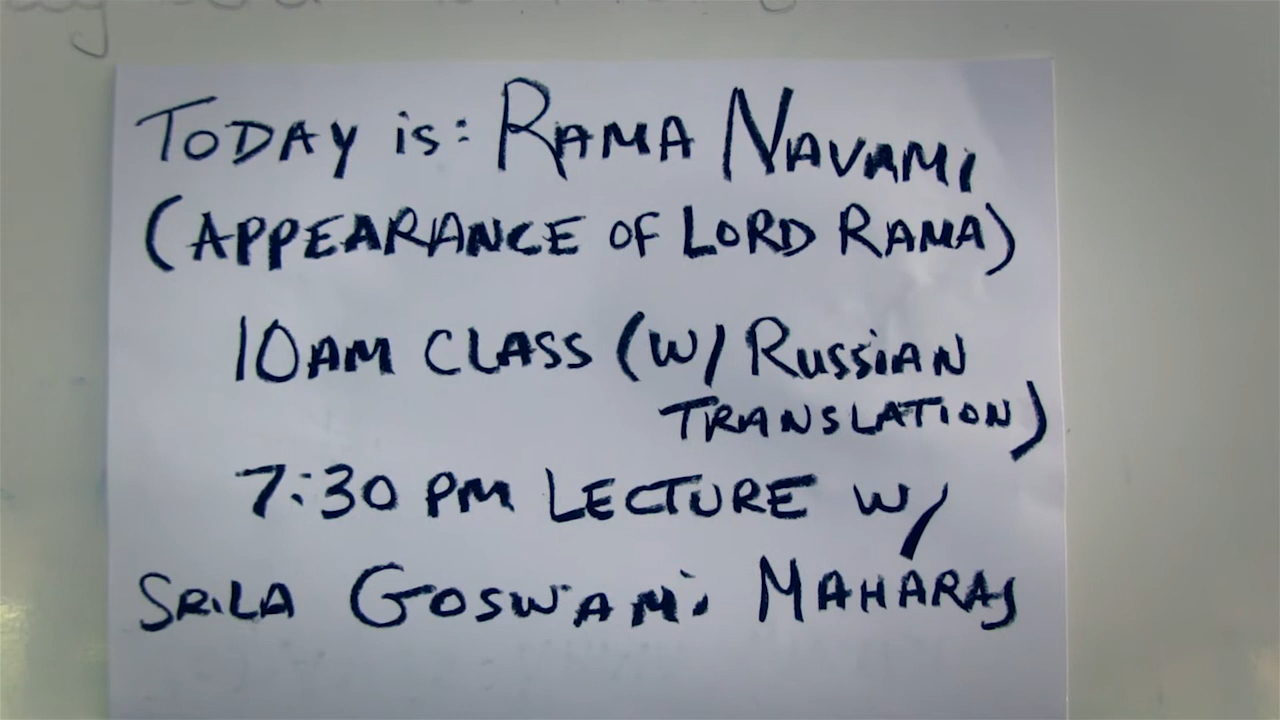 Today is: Rama Navami
(Appearance of Lord Rama)
10am Class (w/ Russian
Translation)
7:30 pm Lecture w/
Srila Goswami Maharaj